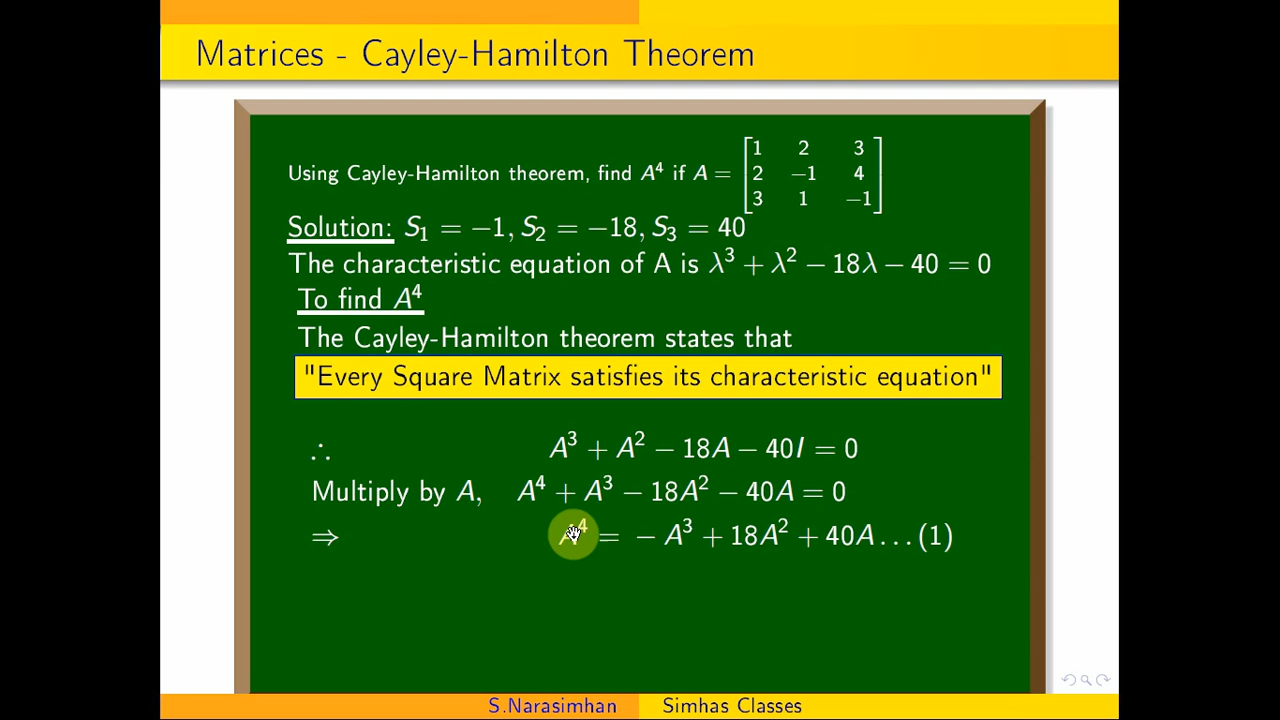 Matrices - Cayley-Hamilton Theorem
Using Cayley-Hamilton theorem, find A⁴ if A = [1 2 3
2 −1 4
3 1 −1]
Solution: S₁ = −1, S₂ = −18, S₃ = 40
The characteristic equation of A is λ³ + λ² − 18λ − 40 = 0
To find A⁴
The Cayley-Hamilton theorem states that
"Every Square Matrix satisfies its characteristic equation"
∴ A³ + A² − 18A − 40I = 0
Multiply by A, A⁴ + A³ − 18A² − 40A = 0
⇒ A⁴ = − A³ + 18A² + 40A . . . (1)
S.Narasimhan Simhas Classes